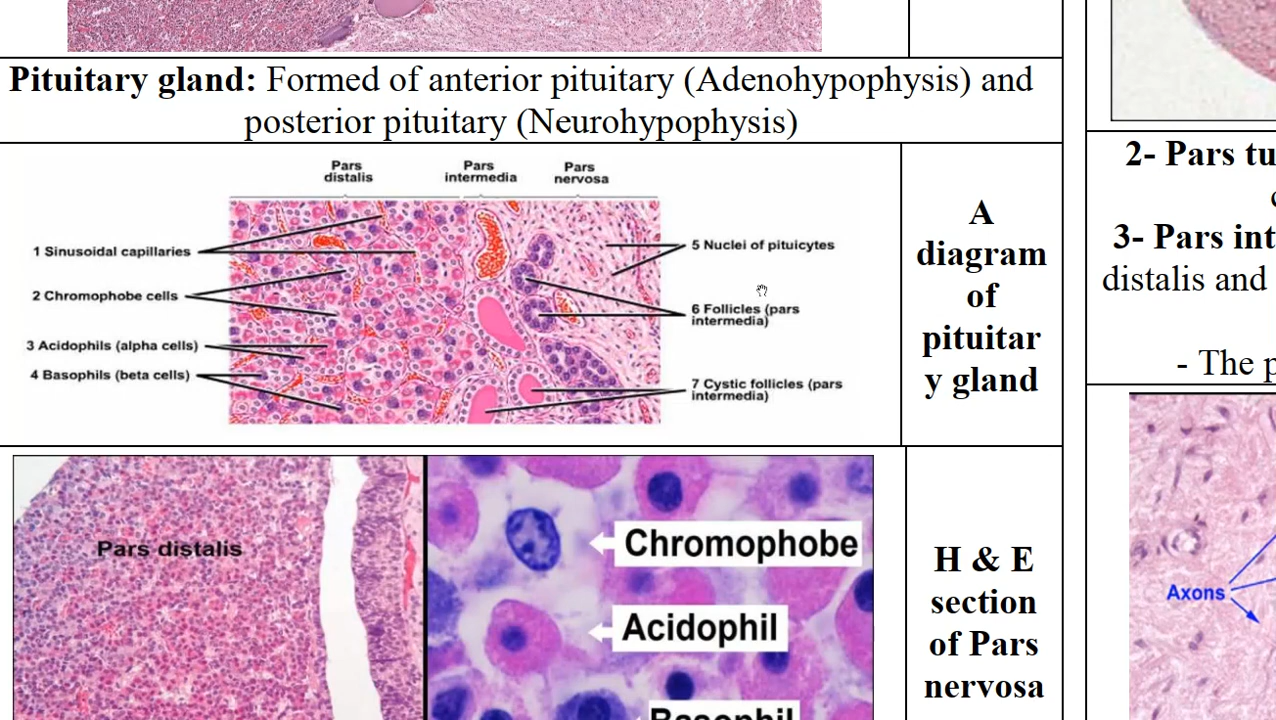 Pituitary gland: Formed of anterior pituitary (Adenohypophysis) and
posterior pituitary (Neurohypophysis)
Pars
distalis
Pars
intermedia
Pars
nervosa
1 Sinusoidal capillaries
2 Chromophobe cells
3 Acidophils (alpha cells)
4 Basophils (beta cells)
5 Nuclei of pituicytes
6 Follicles (pars
intermedia)
7 Cystic follicles (pars
intermedia)
A
diagram
of
pituitar
y gland
Pars distalis
Chromophobe
Acidophil
Basophil
H & E
section
of Pars
nervosa
2- Pars tu
3- Pars int
distalis and
- The p
Axons